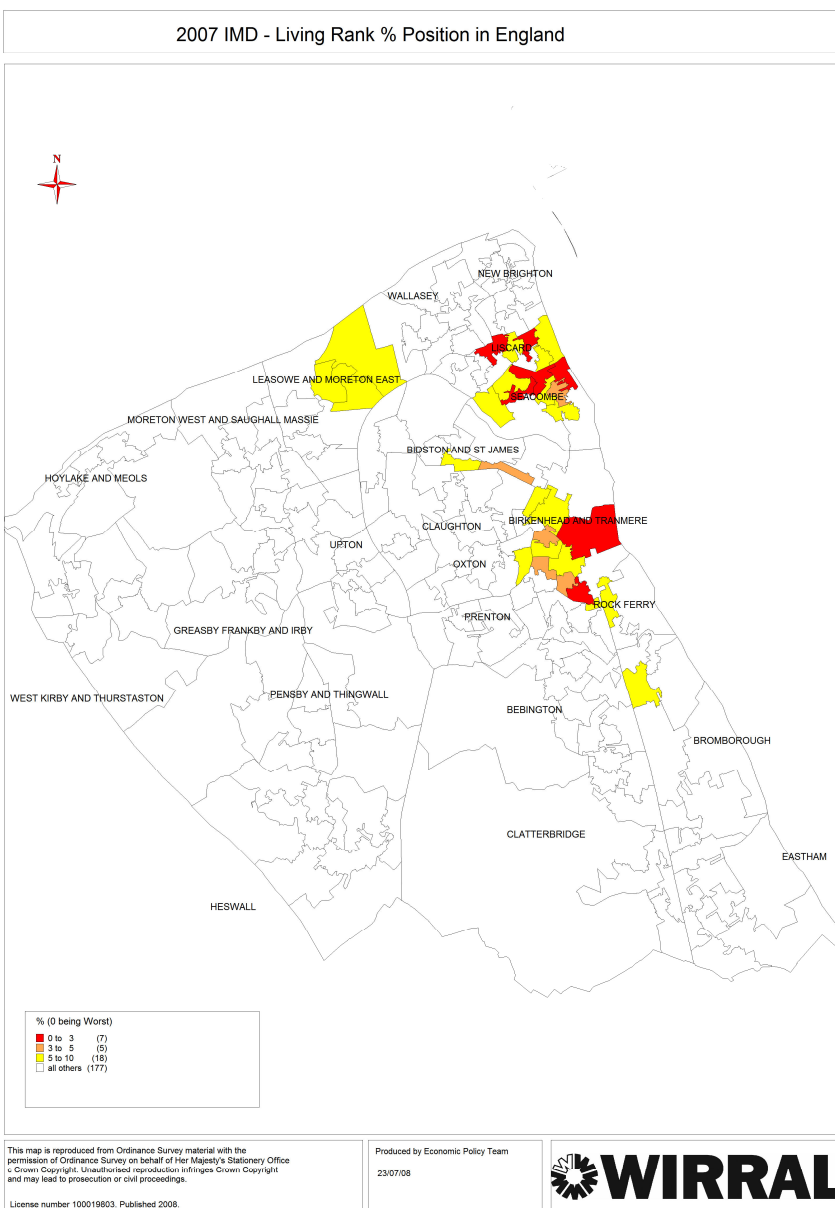 2007 IMD - Living Rank % Position in England
N
NEW BRIGHTON
WALLASEY
LISCARD
LEASOWE AND MORETON EAST
SEACOMBE
MORETON WEST AND SAUGHALL MASSIE
BIDSTON AND ST JAMES
HOYLAKE AND MEOLS
CLAUGHTON
BIRKENHEAD AND TRANMERE
UPTON
OXTON
ROCK FERRY
PRENTON
GREASBY FRANKBY AND IRBY
WEST KIRBY AND THURSTASTON
PENSBY AND THINGWALL
BEBINGTON
BROMBOROUGH
CLATTERBRIDGE
EASTHAM
HESWALL
% (0 being Worst)
0 to 3 (7)
3 to 5 (5)
5 to 10 (18)
all others (177)
This map is reproduced from Ordinance Survey material with the
permission of Ordinance Survey on behalf of Her Majesty's Stationery Office
c Crown Copyright. Unauthorised reproduction infringes Crown Copyright
and may lead to prosecution or civil proceedings.
License number 100019803. Published 2008.
Produced by Economic Policy Team
23/07/08
WIRRAL